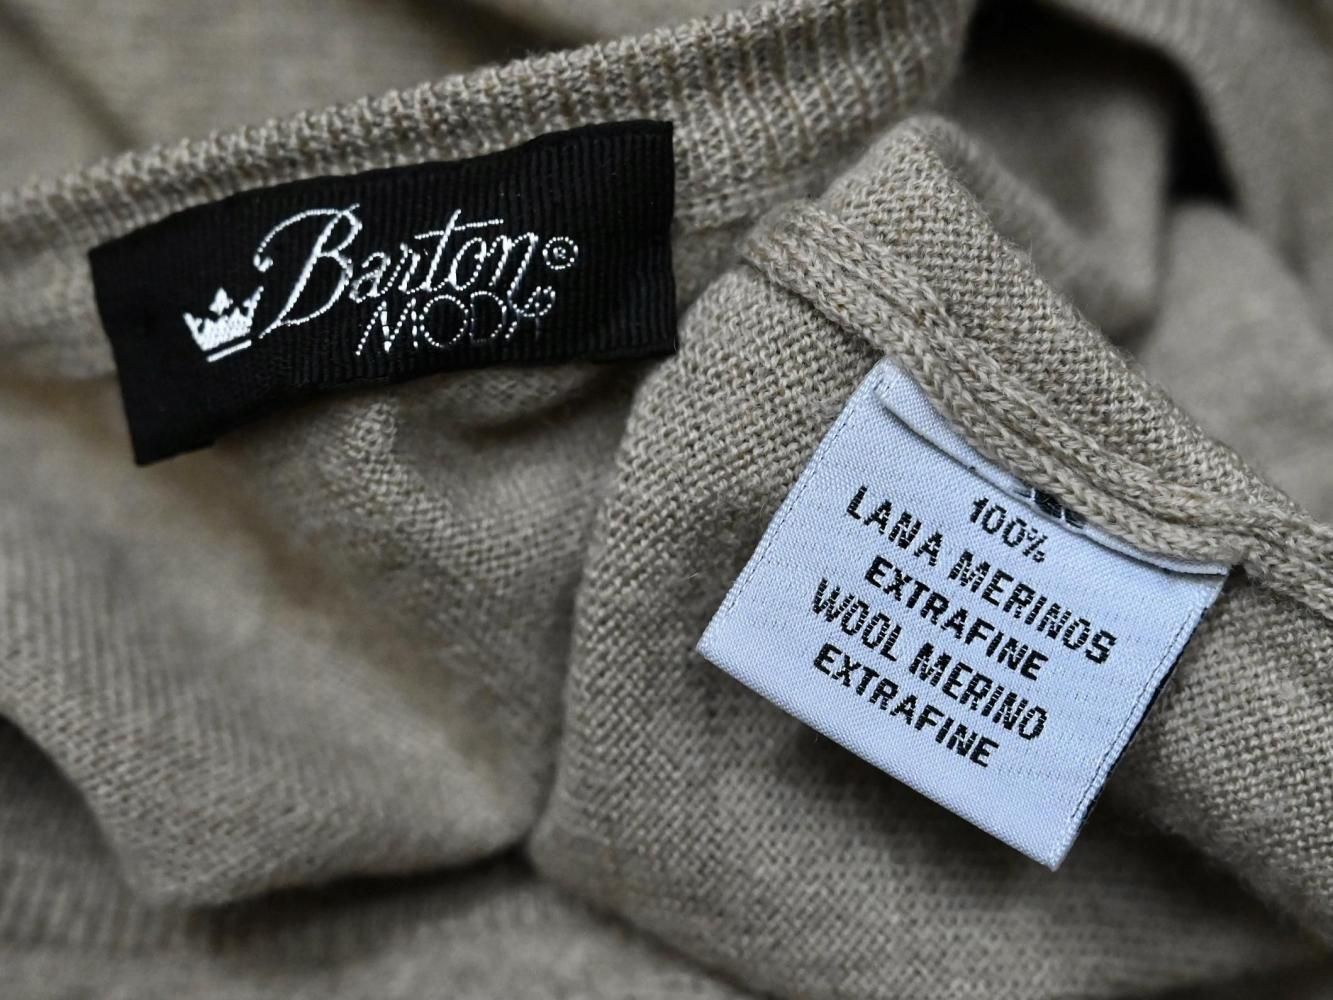 Barton®
MODA
100%
LANA MERINOS
EXTRAFINE
WOOL MERINO
EXTRAFINE